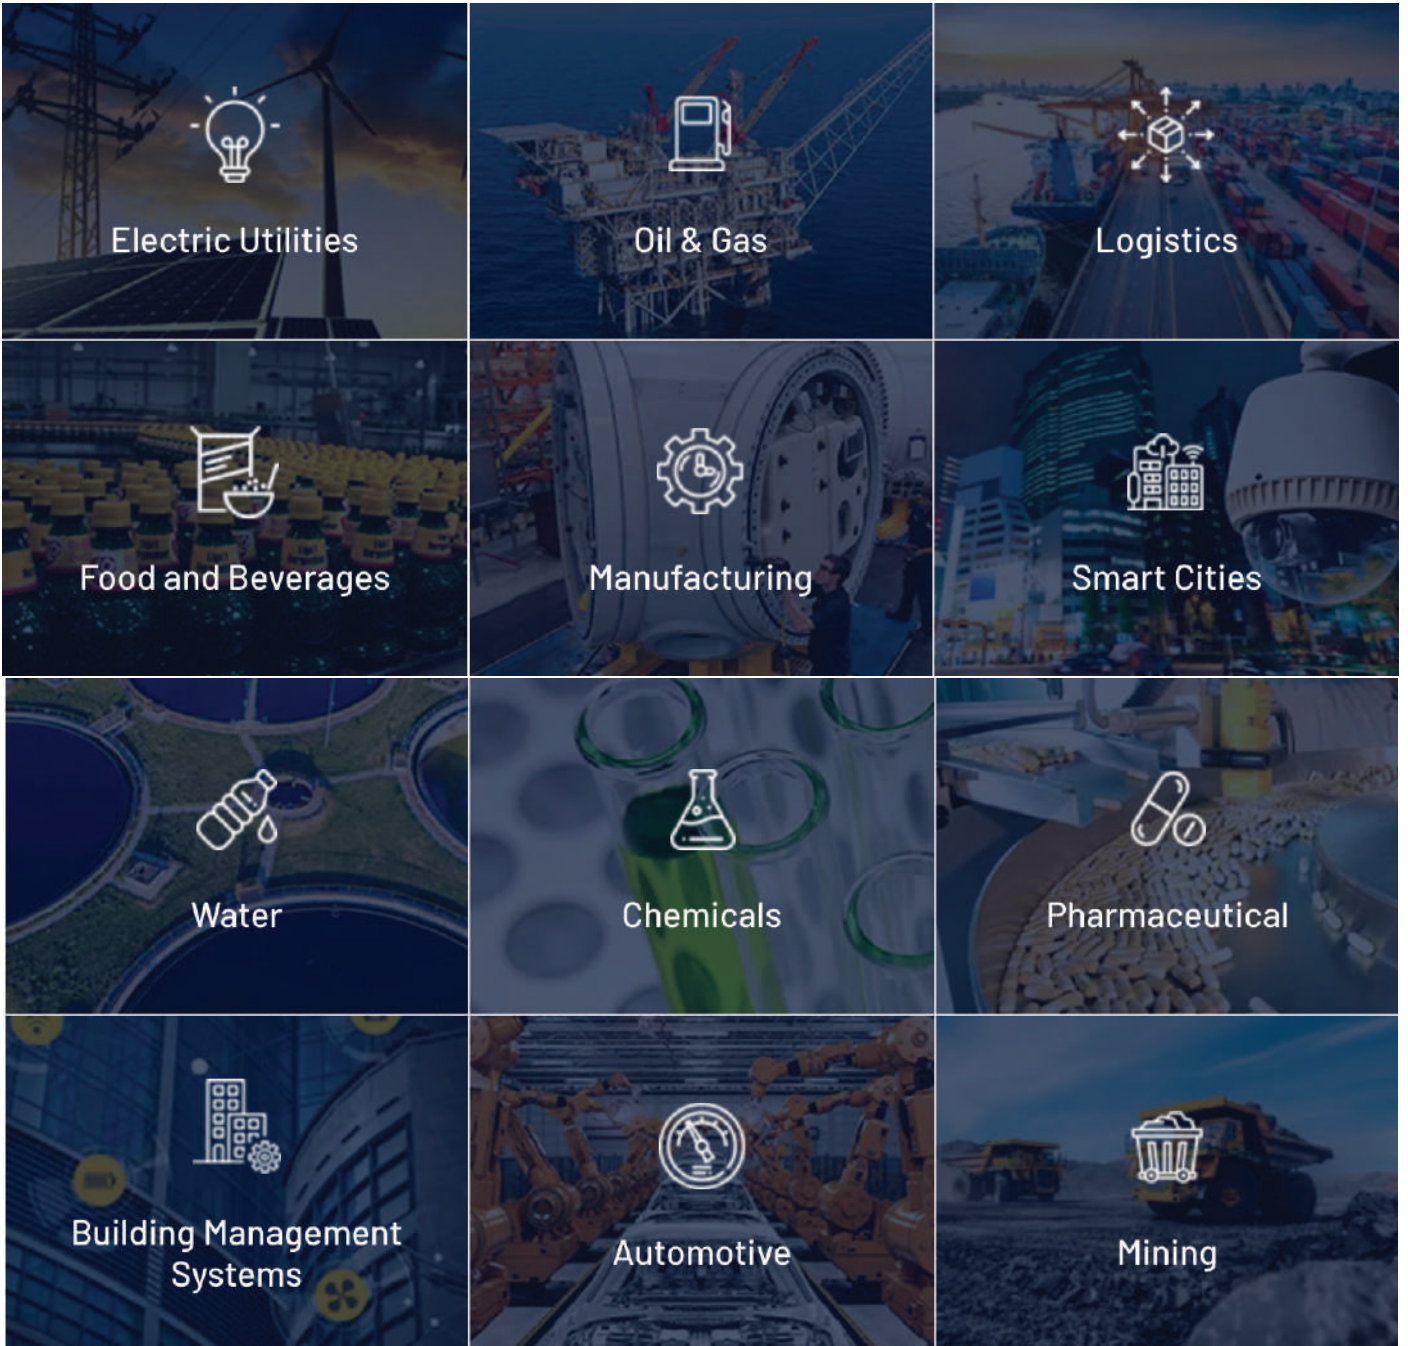 Electric Utilities
Oil & Gas
Logistics
Food and Beverages
Manufacturing
Smart Cities
Water
Chemicals
Pharmaceutical
Building Management
Systems
Automotive
Mining